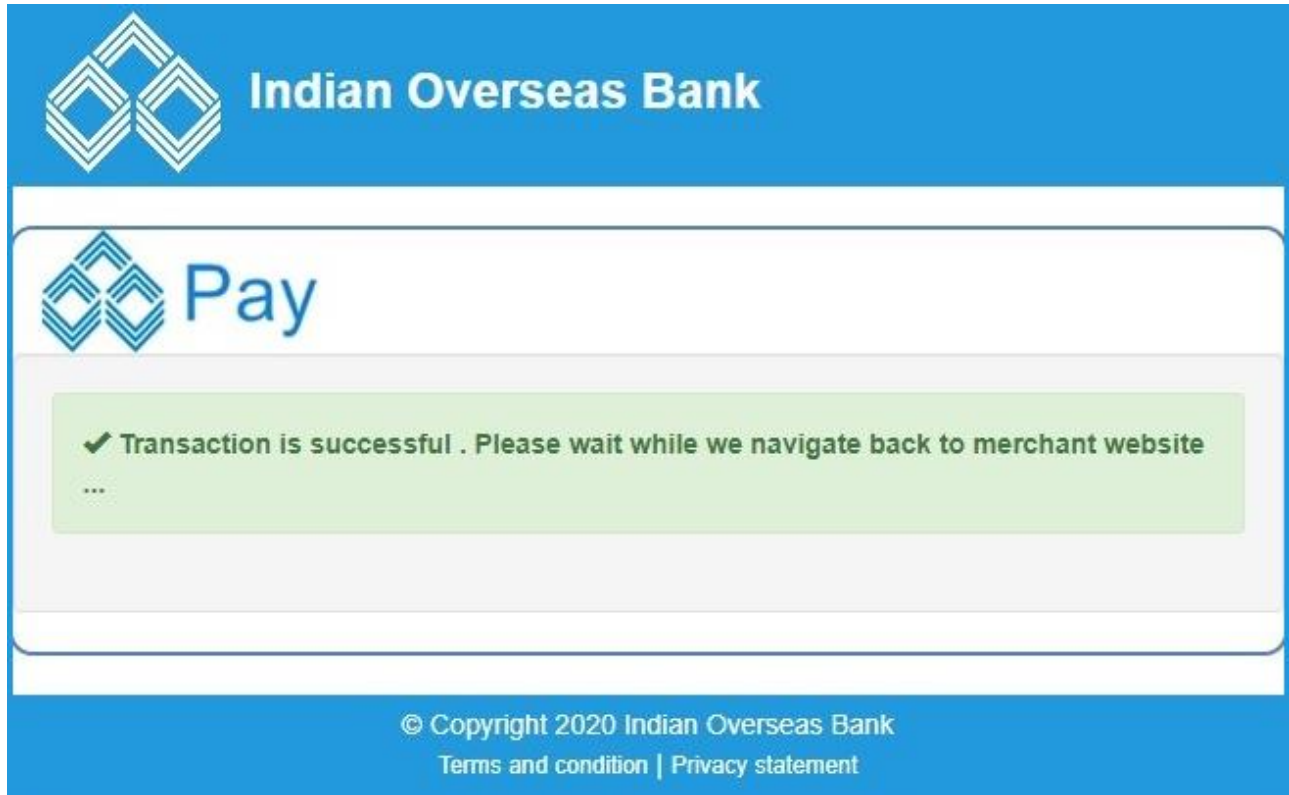 Indian Overseas Bank
Pay
✔ Transaction is successful . Please wait while we navigate back to merchant website
...
© Copyright 2020 Indian Overseas Bank
Terms and condition | Privacy statement